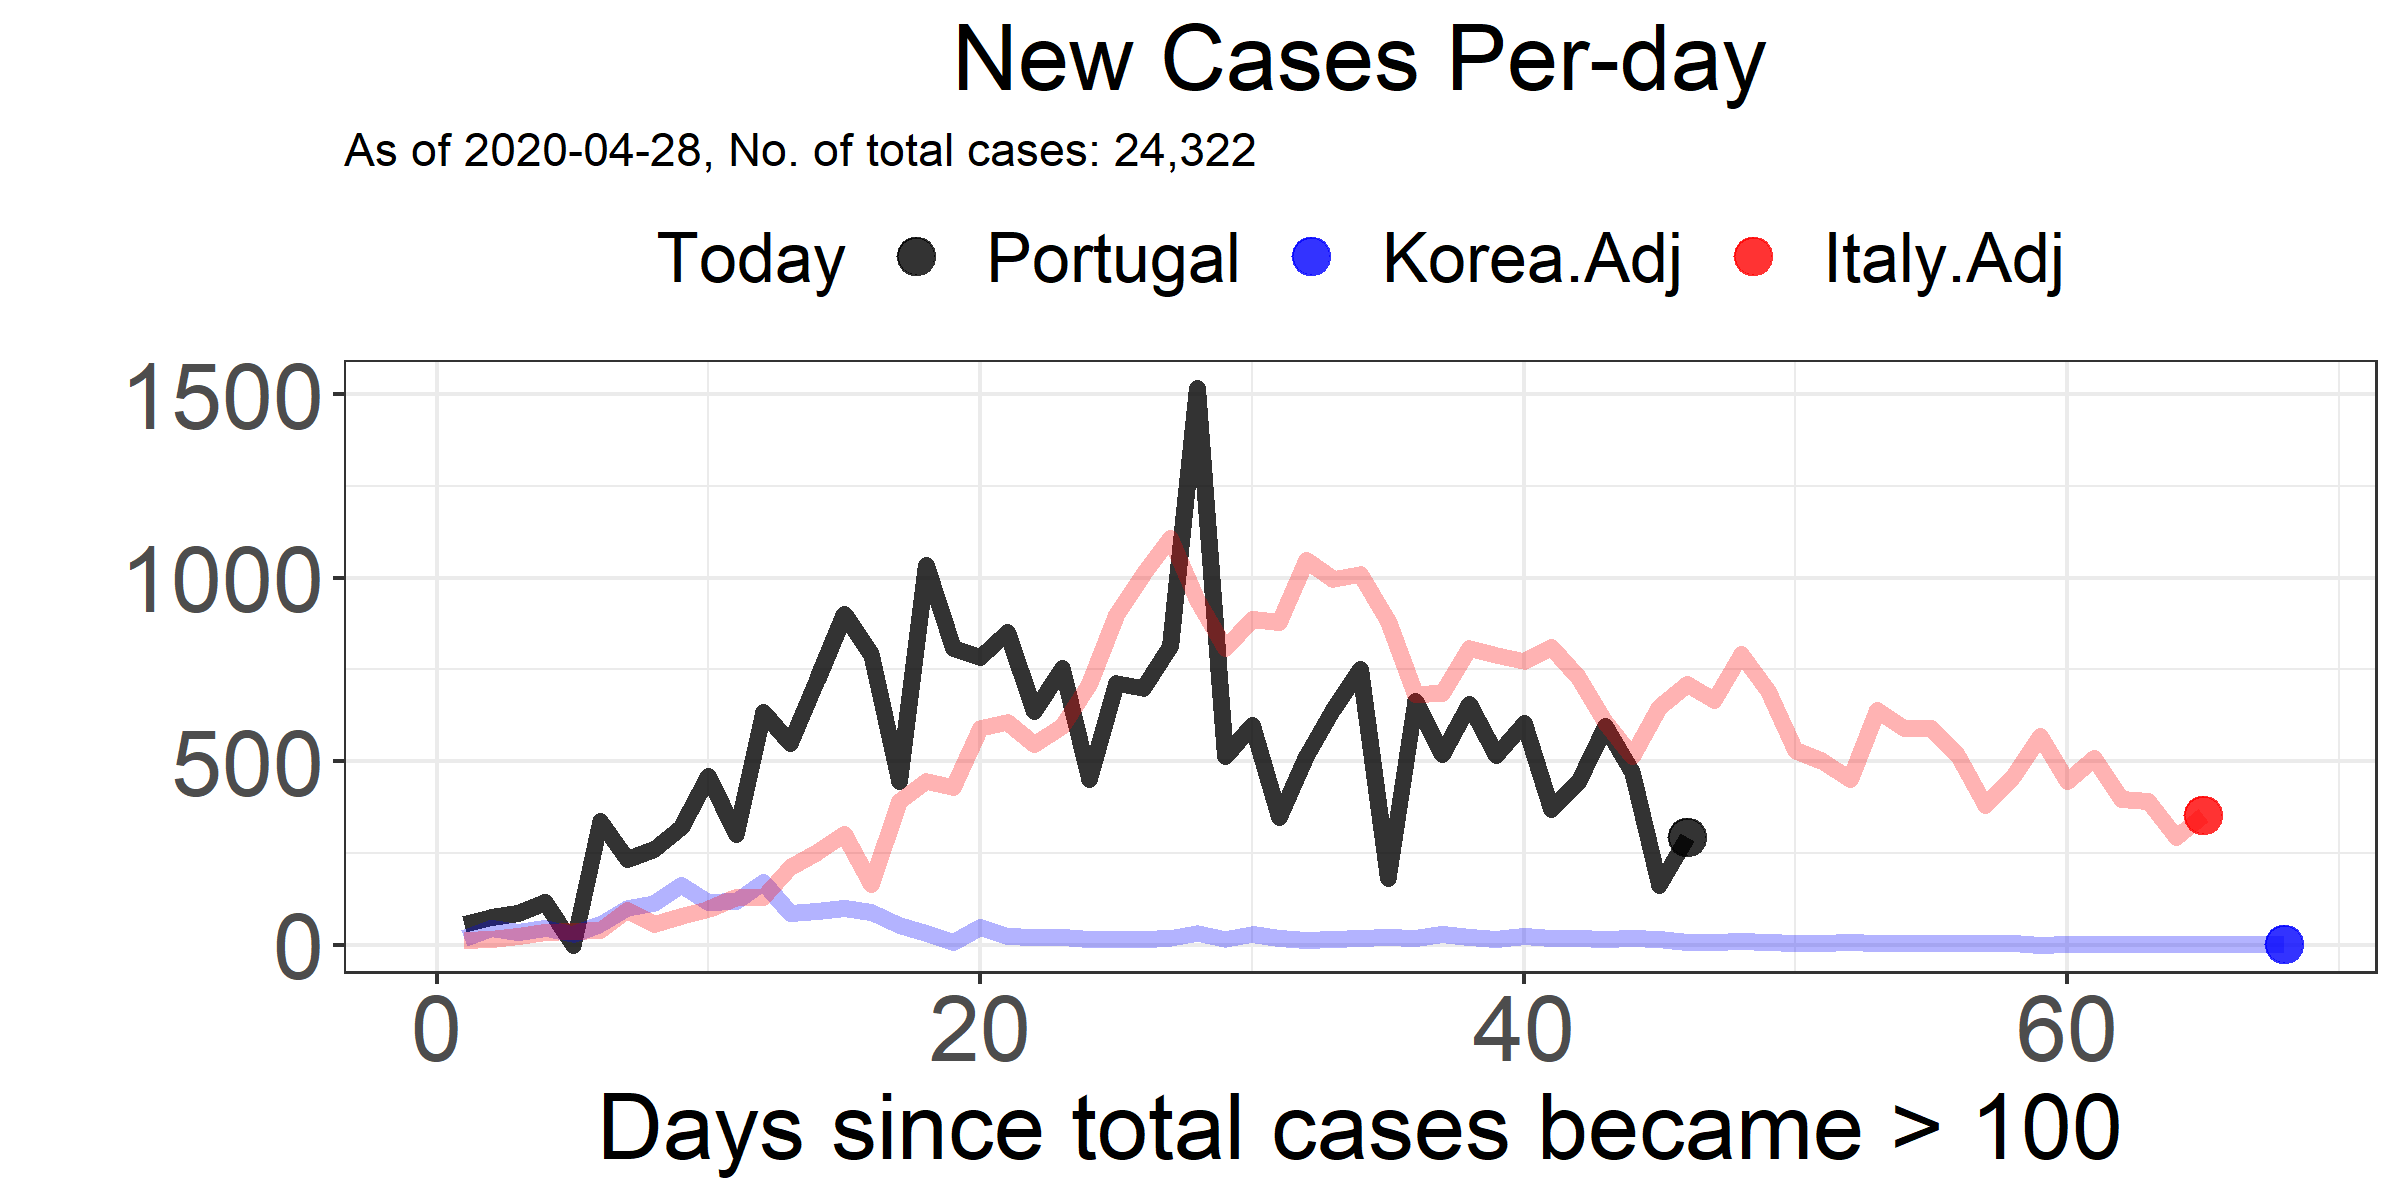 New Cases Per-day
As of 2020-04-28, No. of total cases: 24,322
Today Portugal Korea.Adj Italy.Adj
1500
1000
500
0
0 20 40 60
Days since total cases became > 100